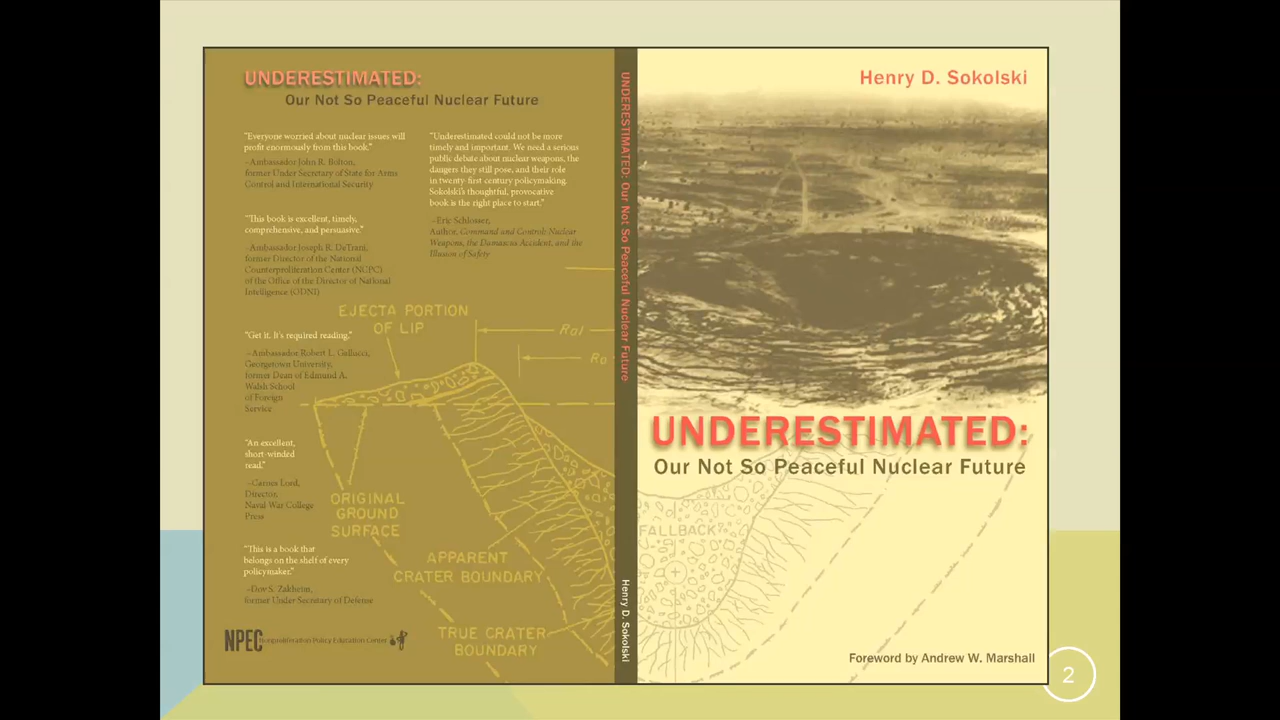 UNDERESTIMATED:
Our Not So Peaceful Nuclear Future
"Everyone worried about nuclear issues will
profit enormously from this book."
–Ambassador John R. Bolton,
former Under Secretary of State for Arms
Control and International Security
"This book is excellent, timely,
comprehensive, and persuasive."
–Ambassador Joseph R. DeTrani,
former Director of the National
Counterproliferation Center (NCPC)
of the Office of the Director of National
Intelligence (ODNI)
"Get it. It's required reading."
–Ambassador Robert L. Gallucci,
Georgetown University,
former Dean of Edmund A.
Walsh School
of Foreign
Service
"An excellent,
short-winded
read."
–Carnes Lord,
Director,
Naval War College
Press
"This is a book that
belongs on the shelf of every
policymaker."
–Dov S. Zakheim,
former Under Secretary of Defense
"Underestimated could not be more
timely and important. We need a serious
public debate about nuclear weapons, the
dangers they still pose, and their role
in twenty-first century policymaking.
Sokolski's thoughtful, provocative
book is the right place to start."
–Eric Schlosser,
Author, Command and Control: Nuclear
Weapons, the Damascus Accident, and the
Illusion of Safety
EJECTA PORTION
OF LIP
Ral
Ra
ORIGINAL
GROUND
SURFACE
APPARENT
CRATER BOUNDARY
TRUE CRATER
BOUNDARY
NPEC Nonproliferation Policy Education Center
UNDERESTIMATED: Our Not So Peaceful Nuclear Future
Henry D. Sokolski
Henry D. Sokolski
UNDERESTIMATED:
Our Not So Peaceful Nuclear Future
FALLBACK
Foreword by Andrew W. Marshall
2